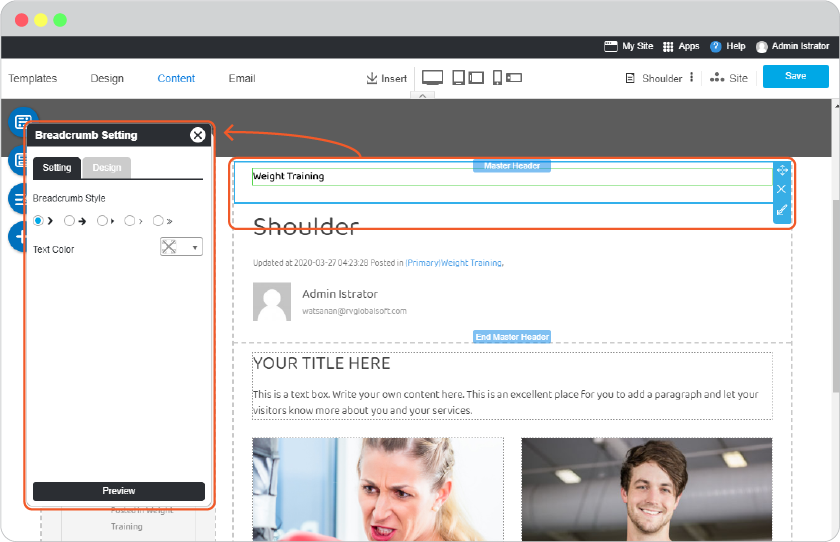 My Site Apps Help Admin Istrator
Templates Design Content Email Insert Shoulder Site Save
Breadcrumb Setting
Setting Design
Breadcrumb Style
Text Color
Preview
Posted in Weight
Training
Master Header
Weight Training
Shoulder
Updated at 2020-03-27 04:23:28 Posted in (Primary)Weight Training,
Admin Istrator
watsanan@rvglobalsoft.com
End Master Header
YOUR TITLE HERE
This is a text box. Write your own content here. This is an excellent place for you to add a paragraph and let your
visitors know more about you and your services.